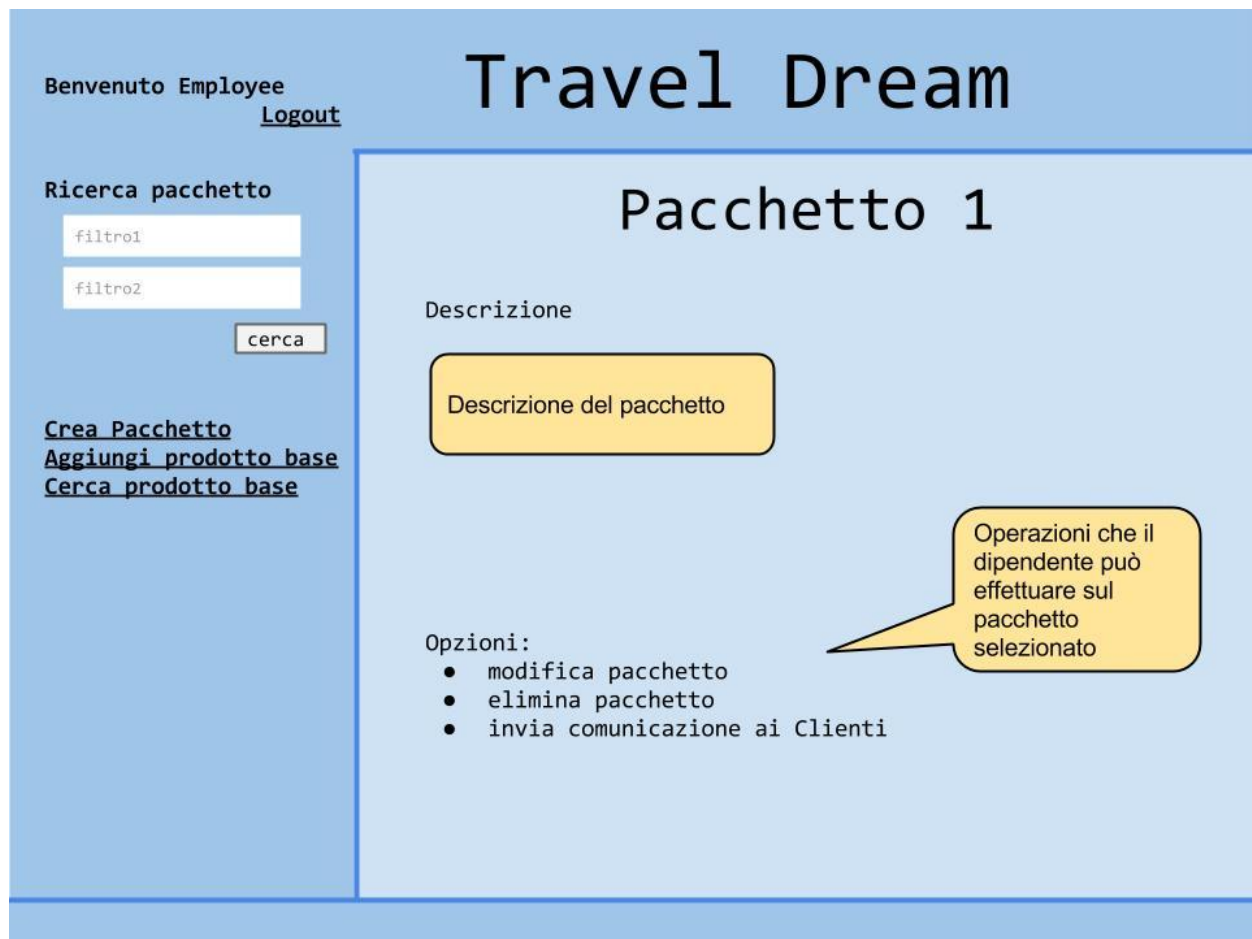 Travel Dream
Benvenuto Employee
Logout
Ricerca pacchetto
filtro1
filtro2
cerca
Crea Pacchetto
Aggiungi prodotto base
Cerca prodotto base
Pacchetto 1
Descrizione
Descrizione del pacchetto
Operazioni che il
dipendente può
effettuare sul
pacchetto
selezionato
Opzioni:
● modifica pacchetto
● elimina pacchetto
● invia comunicazione ai Clienti